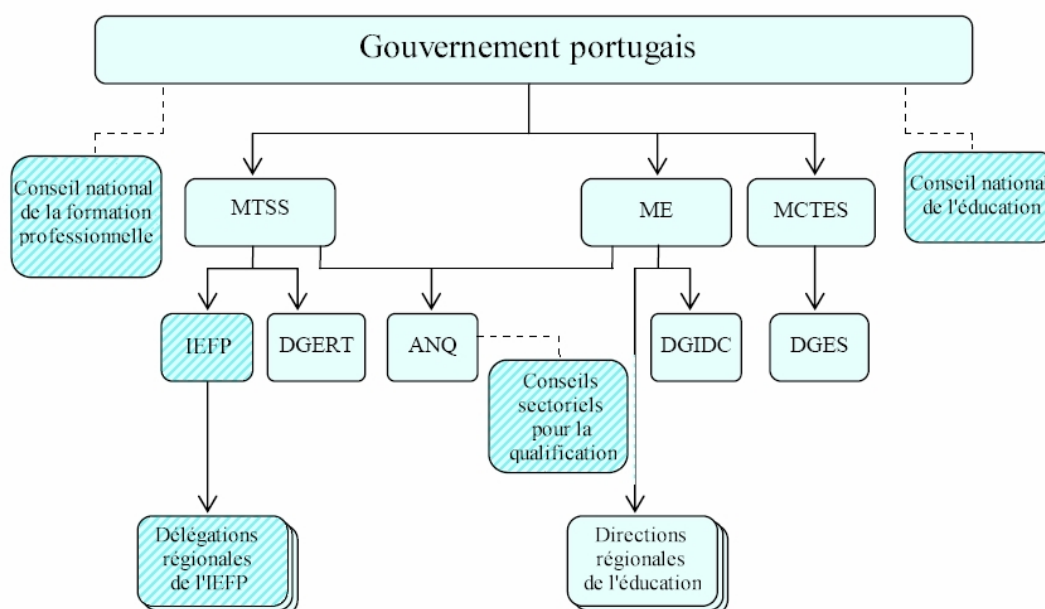 Gouvernement portugais
Conseil national
de la formation
professionnelle
MTSS
ME
MCTES
Conseil national
de l'éducation
IEFP
DGERT
ANQ
DGIDC
DGES
Conseils
sectoriels
pour la
qualification
Délégations
régionales
de l'IEFP
Directions
régionales
de l'éducation